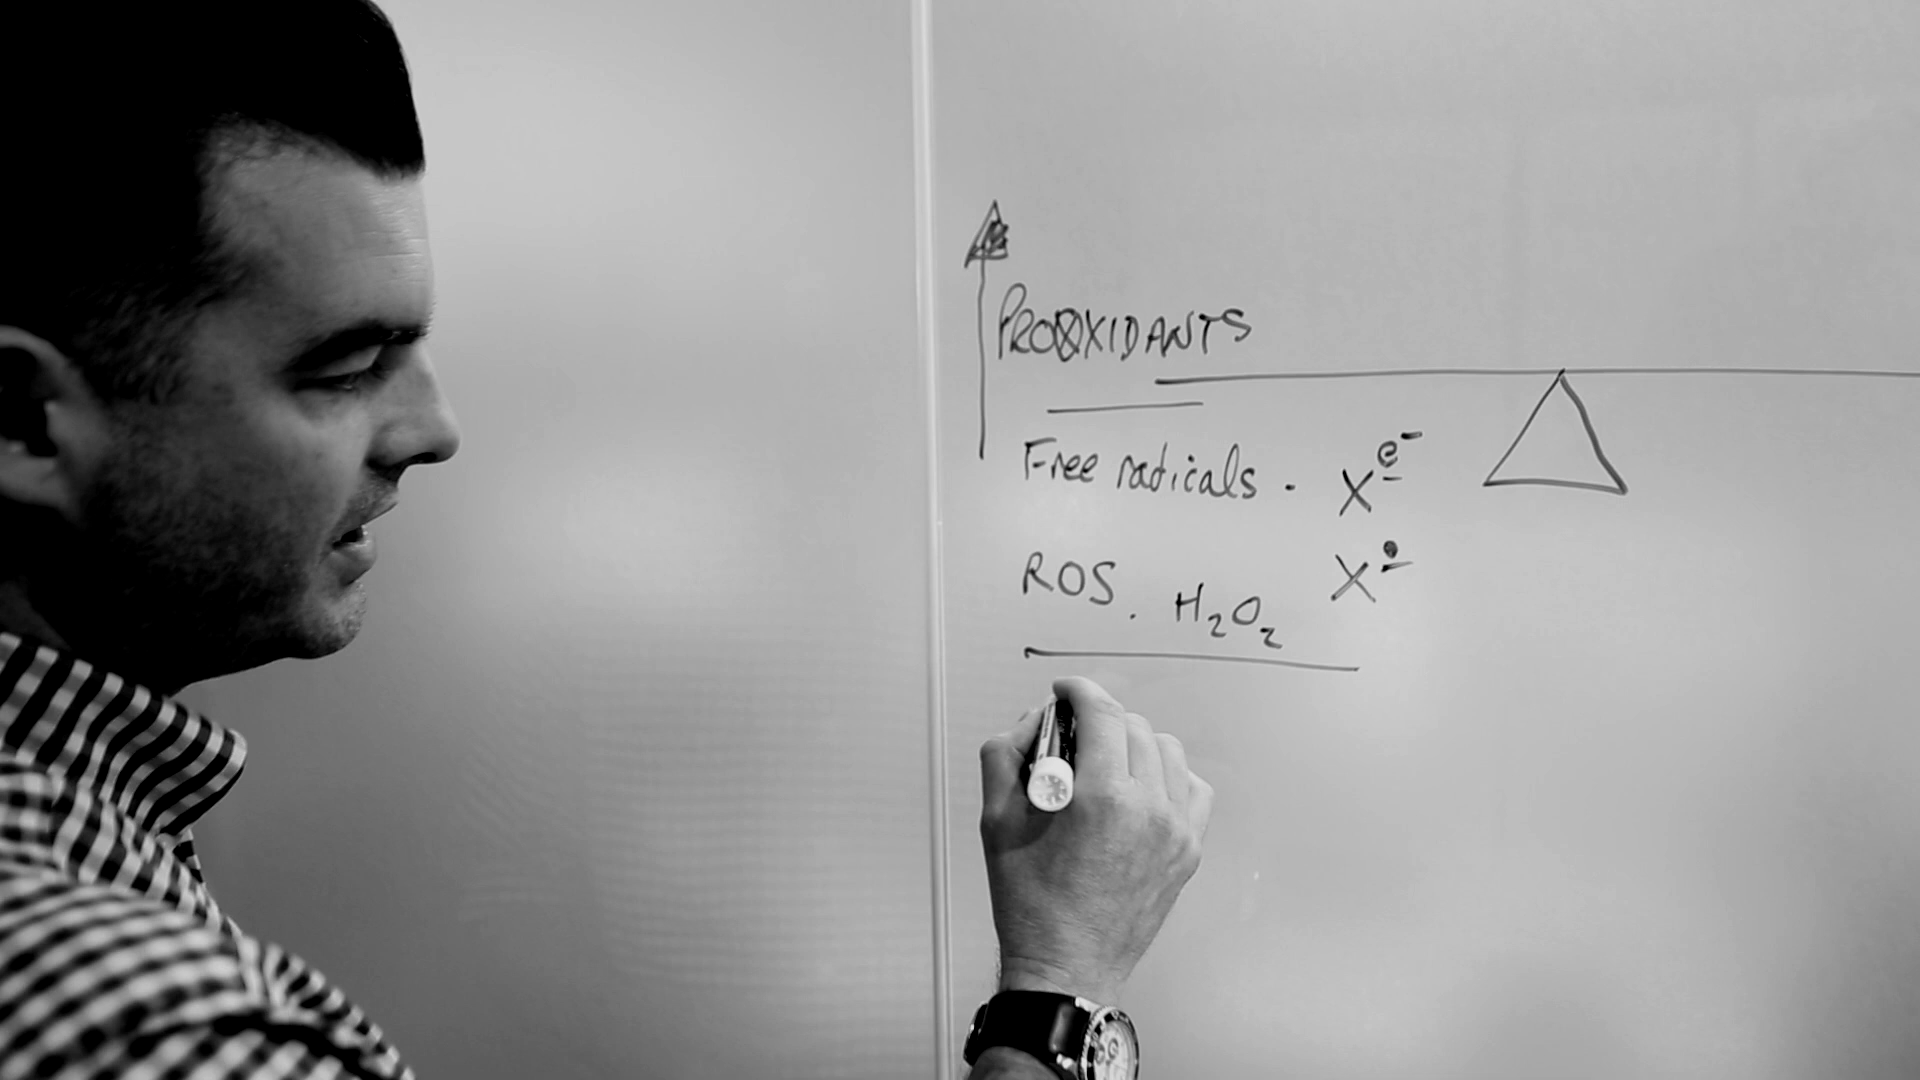 PROOXIDANTS
Free radicals. X e-
ROS. H2O2 X•-